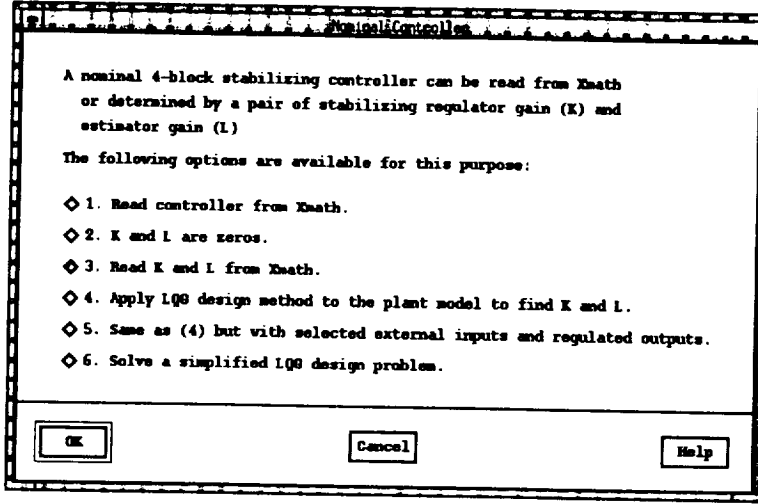 Nominal Controller
A nominal 4-block stabilizing controller can be read from Xmath
or determined by a pair of stabilizing regulator gain (K) and
estimator gain (L)
The following options are available for this purpose:
1. Read controller from Xmath.
2. K and L are zeros.
3. Read K and L from Xmath.
4. Apply LQG design method to the plant model to find K and L.
5. Same as (4) but with selected external inputs and regulated outputs.
6. Solve a simplified LQG design problem.
OK
Cancel
Help